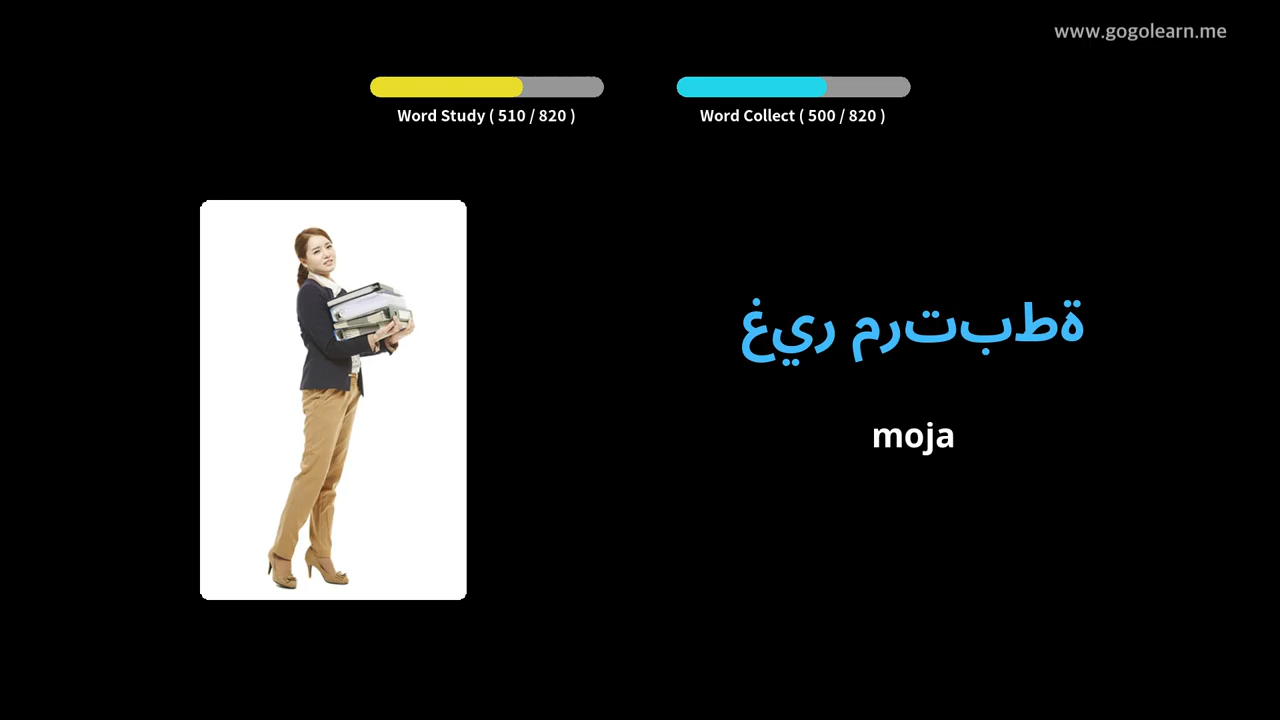 www.gogolearn.me
Word Study ( 510 / 820 )
Word Collect ( 500 / 820 )
غير مرتبطة
moja